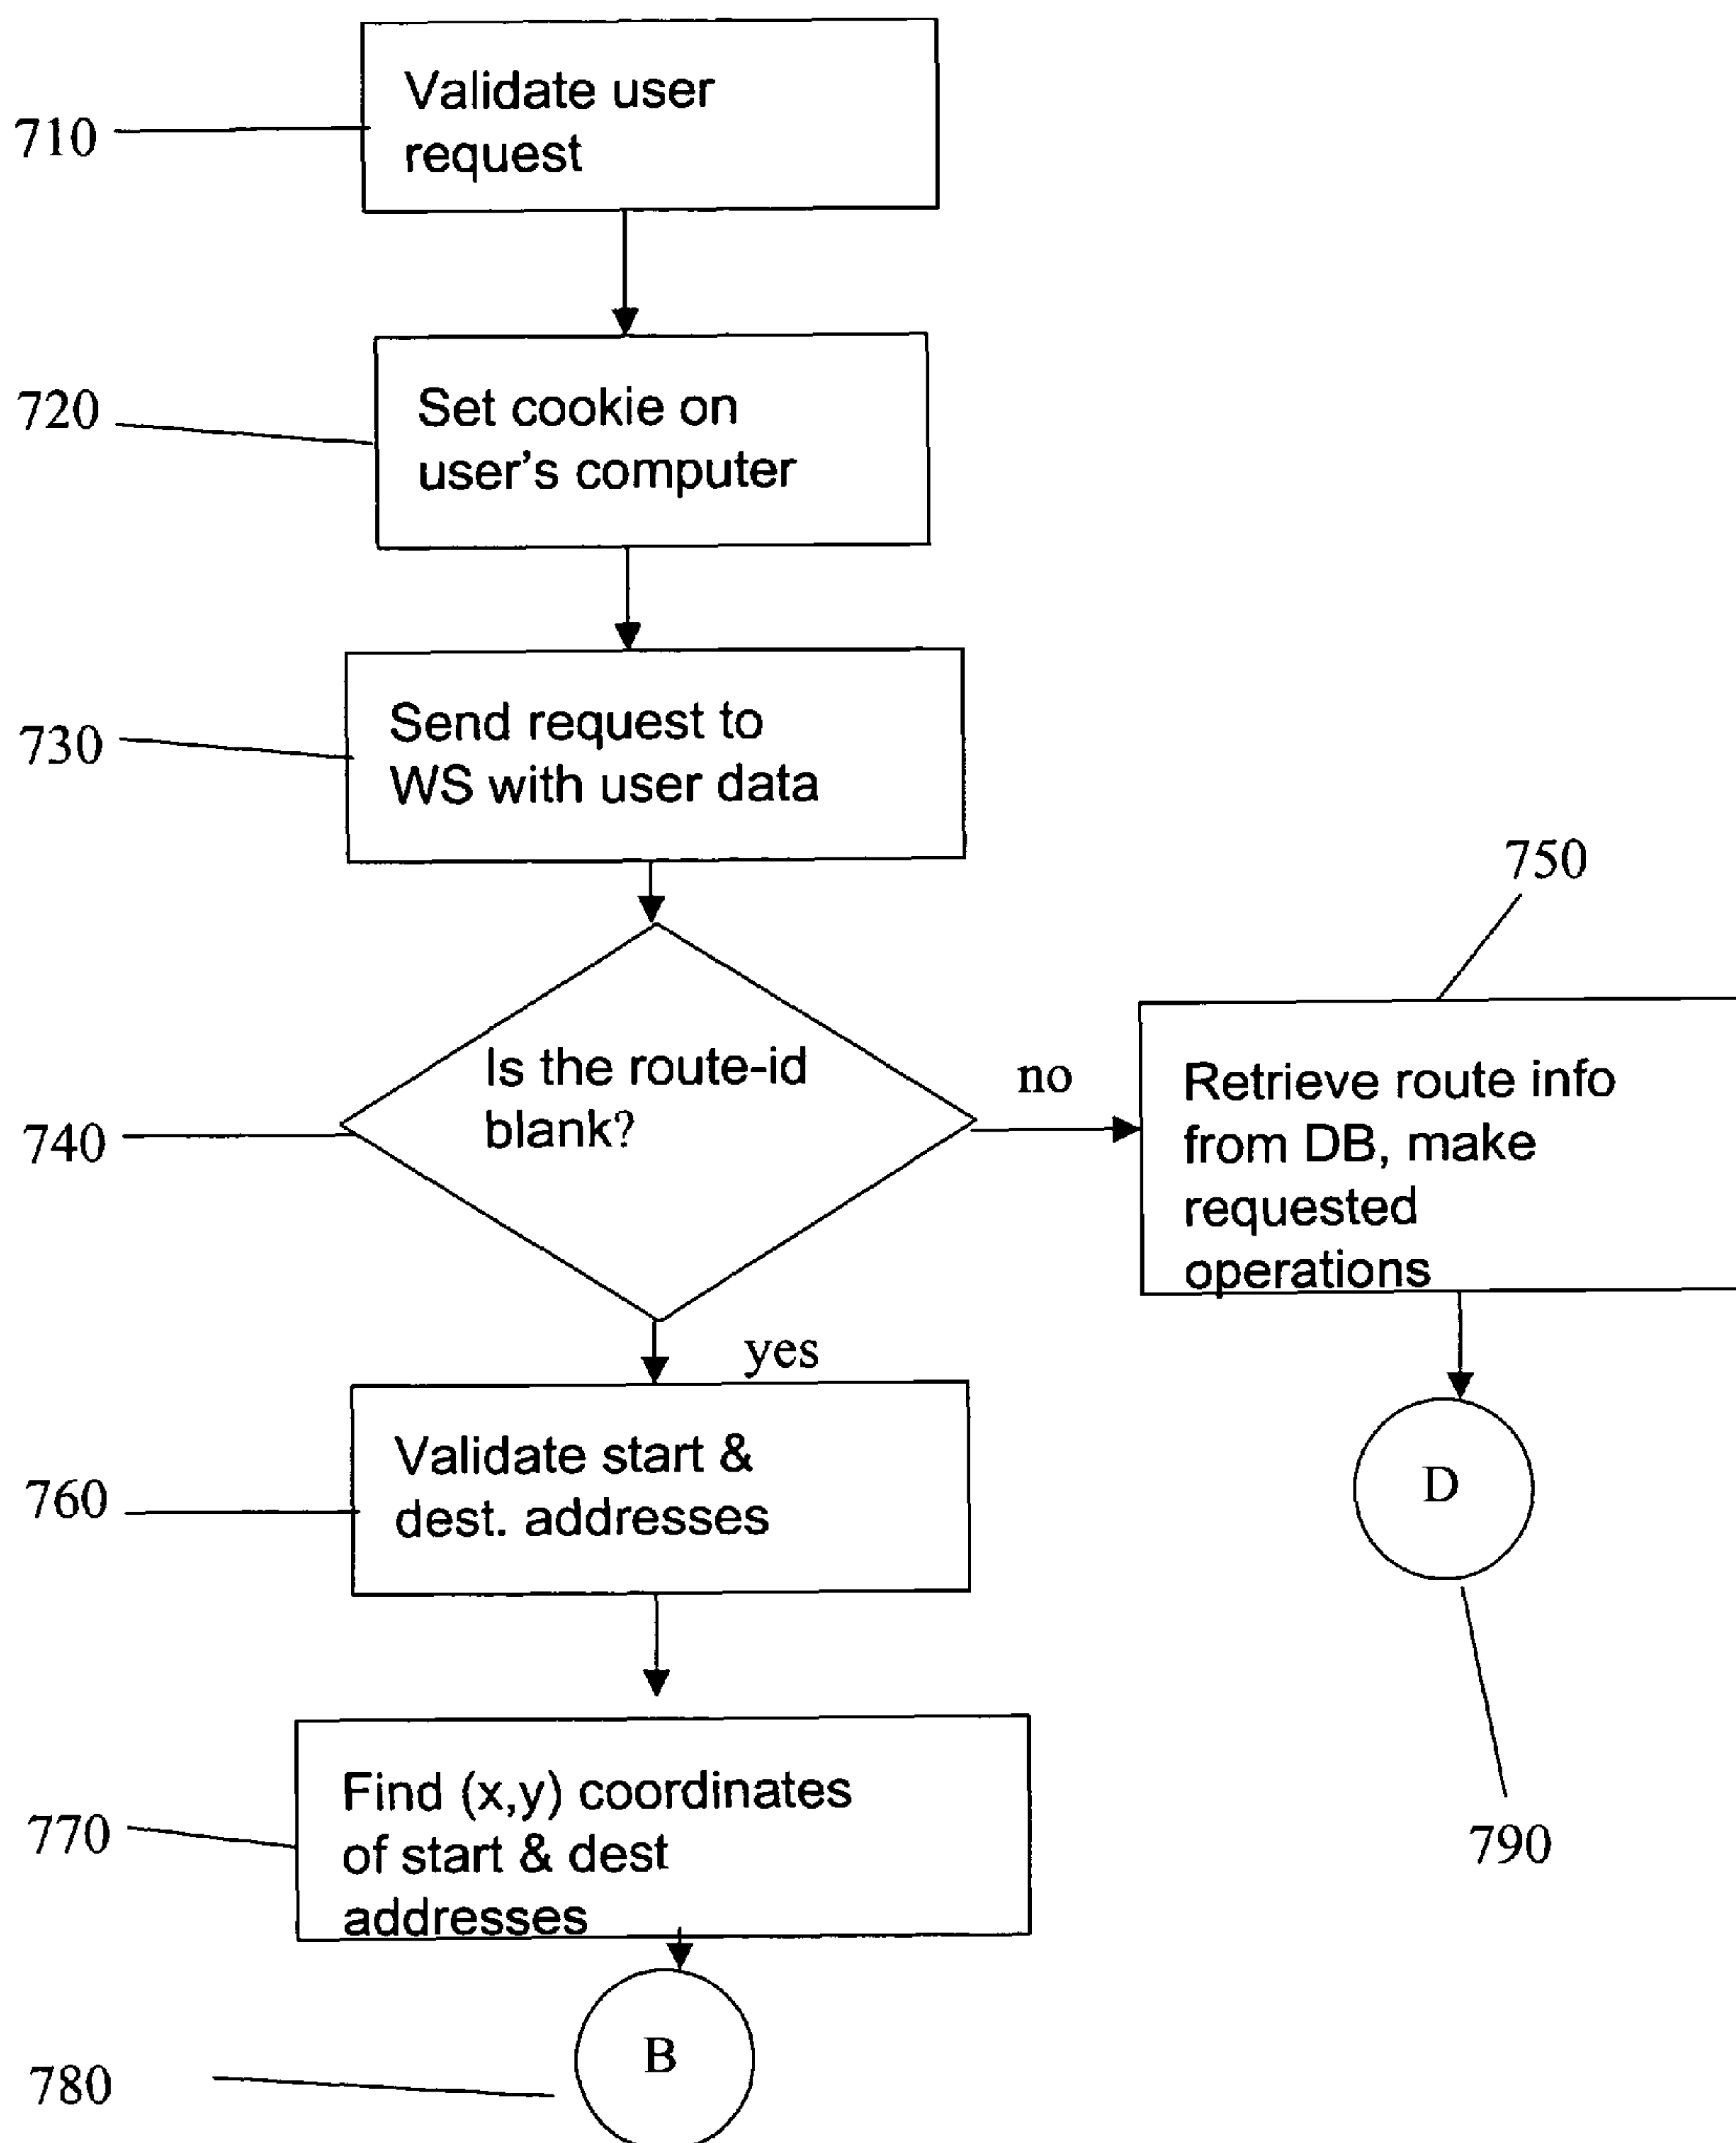 Validate user
request
710
Set cookie on
user's computer
720
Send request to
WS with user data
730
750
Is the route-id
blank?
no
740
Retrieve route info
from DB, make
requested
operations
yes
Validate start &
dest. addresses
760
D
Find (x,y) coordinates
of start & dest
addresses
770
790
B
780